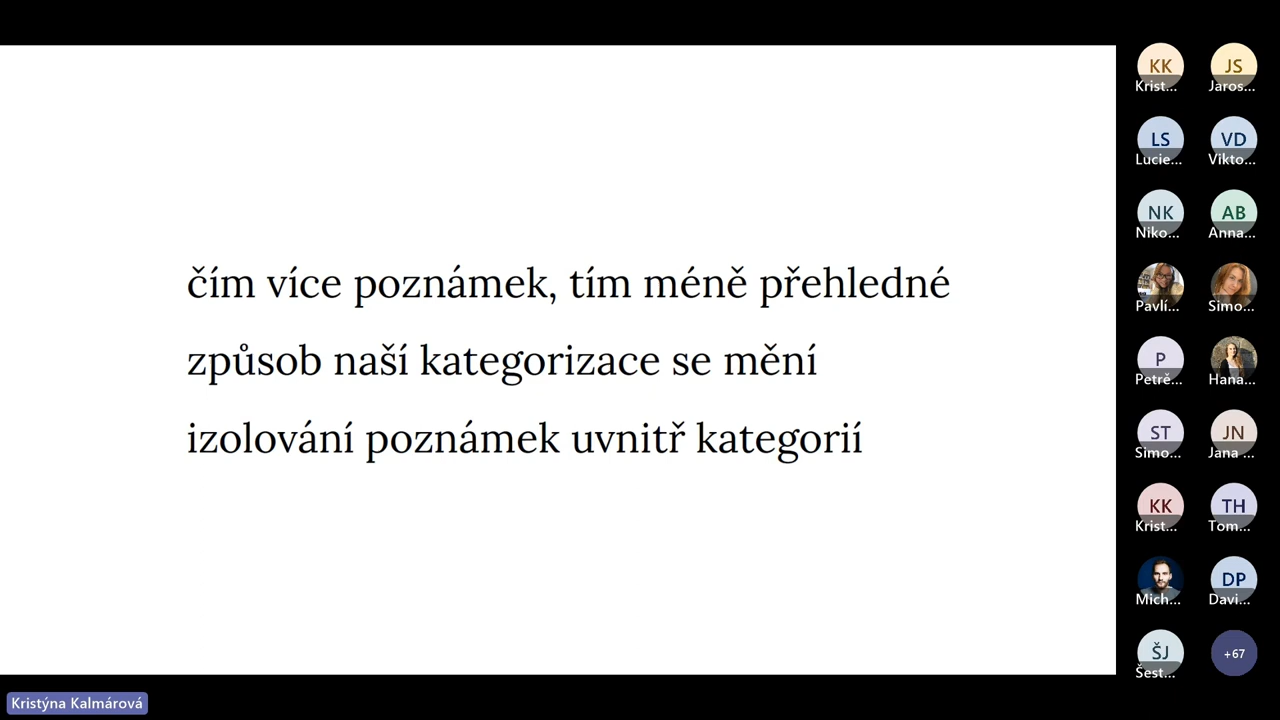 čím více poznámek, tím méně přehledné
způsob naší kategorizace se mění
izolování poznámek uvnitř kategorií
KK
Krist...
JS
Jaros...
LS
Lucie...
VD
Vikto...
NK
Niko...
AB
Anna...
Pavlí...
Simo...
P
Petrě...
Hana...
ST
Simo...
JN
Jana ...
KK
Krist...
TH
Tom...
Mich...
DP
Davi...
ŠJ
Šest...
+67
Kristýna Kalmárová